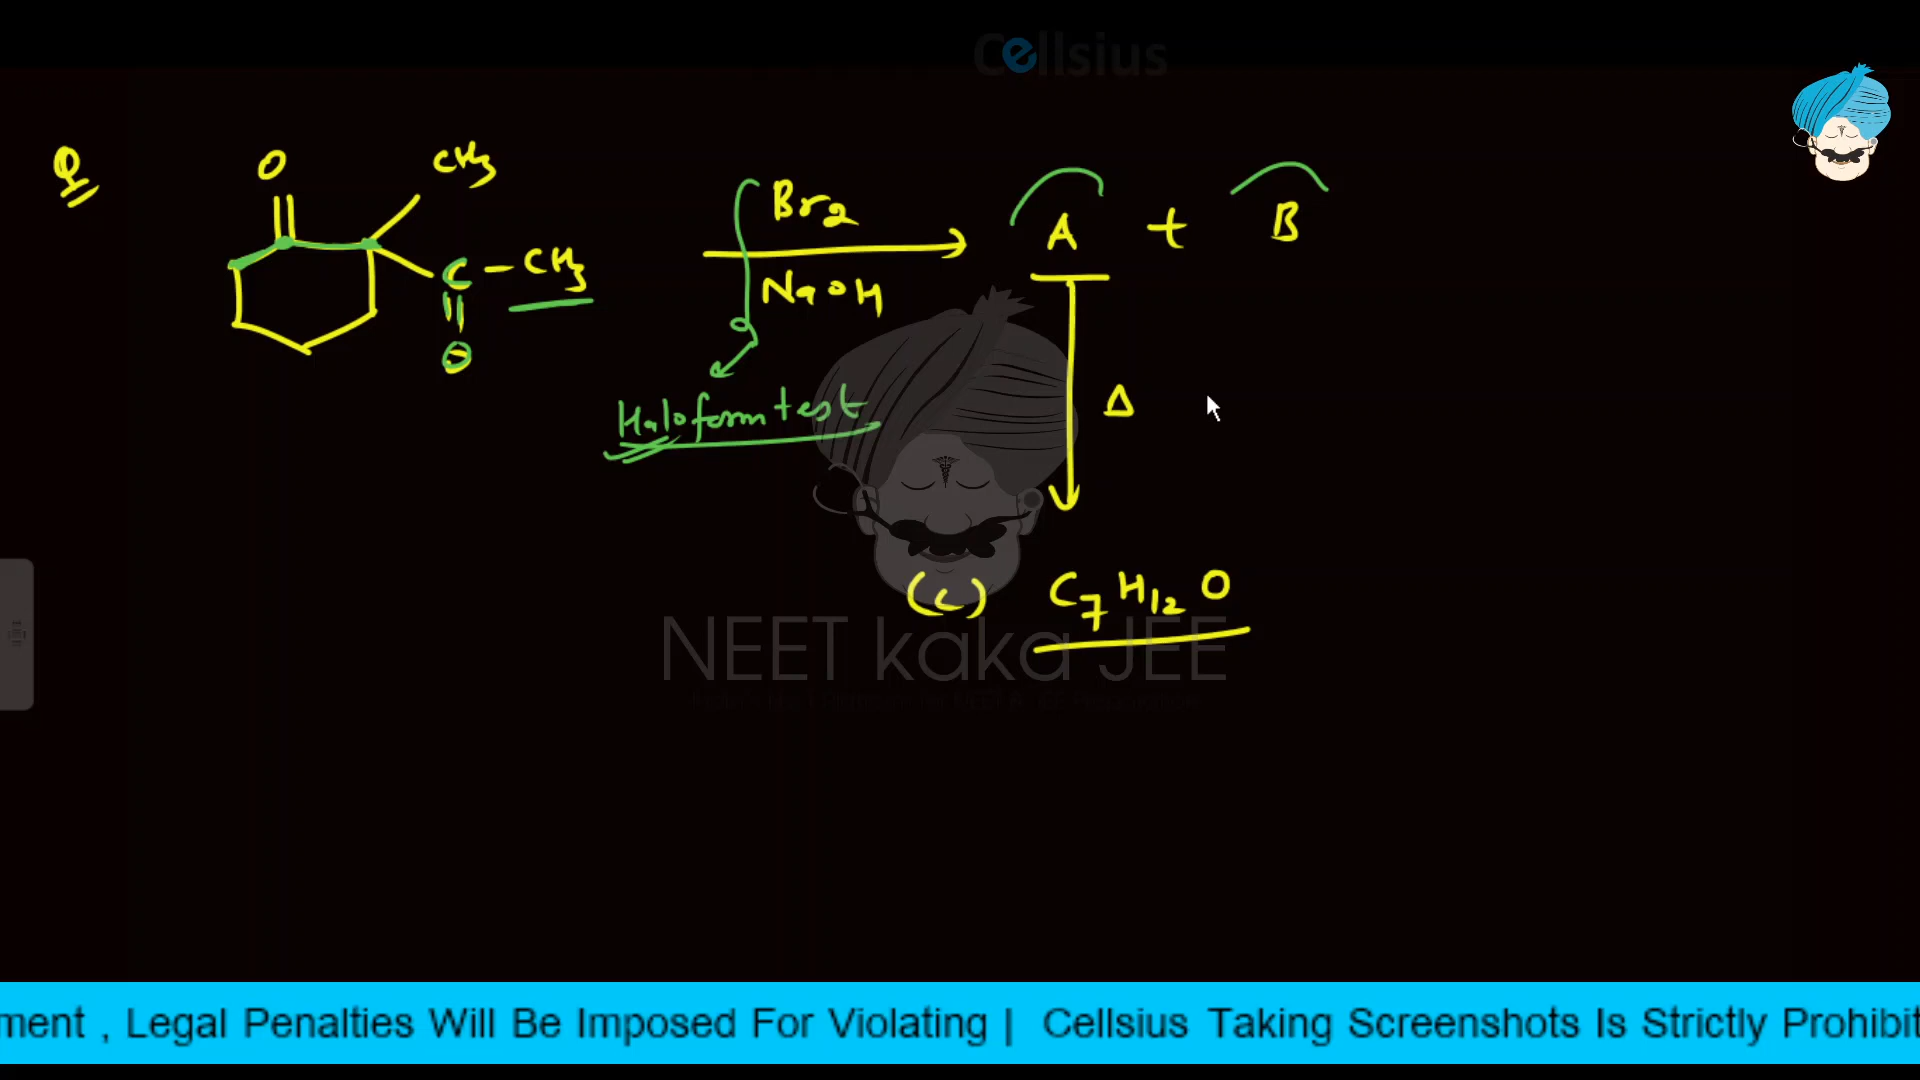 Cellsius
Q
O
CH3
C - CH3
O
Br2
NaOH
A + B
Haloform test
Δ
(C) C7H12O
NEET kaka JEE
ment , Legal Penalties Will Be Imposed For Violating | Cellsius Taking Screenshots Is Strictly Prohibit